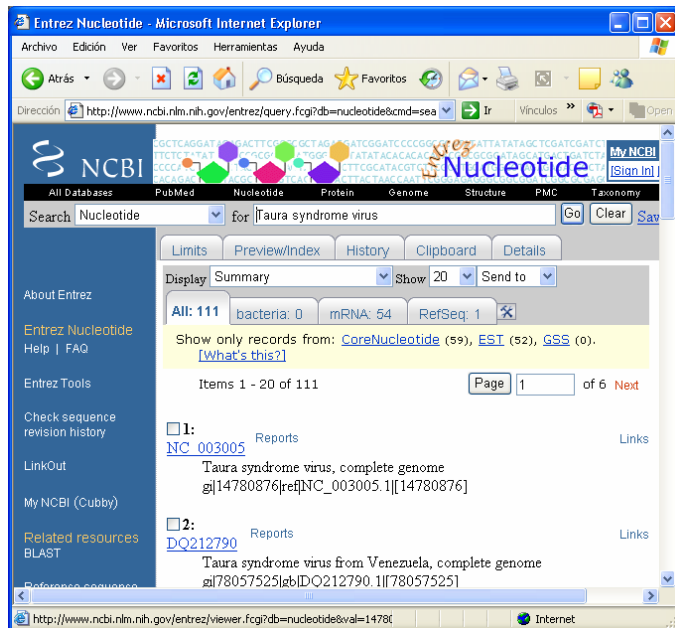 Entrez Nucleotide - Microsoft Internet Explorer
Archivo Edición Ver Favoritos Herramientas Ayuda
Atrás Búsqueda Favoritos
Dirección http://www.ncbi.nlm.nih.gov/entrez/query.fcgi?db=nucleotide&cmd=sea Ir Vínculos » Open
NCBI Entrez Nucleotide My NCBI
[Sign In]
All Databases PubMed Nucleotide Protein Genome Structure PMC Taxonomy
Search Nucleotide for Taura syndrome virus Go Clear Sav
Limits Preview/Index History Clipboard Details
Display Summary Show 20 Send to
All: 111 bacteria: 0 mRNA: 54 RefSeq: 1
Show only records from: CoreNucleotide (59), EST (52), GSS (0).
[What's this?]
Items 1 - 20 of 111 Page 1 of 6 Next
About Entrez
Entrez Nucleotide
Help | FAQ
Entrez Tools
Check sequence
revision history
LinkOut
My NCBI (Cubby)
Related resources
BLAST
Reference sequence
1:
NC_003005 Reports Links
Taura syndrome virus, complete genome
gi|14780876|ref|NC_003005.1|[14780876]
2:
DQ212790 Reports Links
Taura syndrome virus from Venezuela, complete genome
gi|78057525|gb|DQ212790.1|[78057525]
http://www.ncbi.nlm.nih.gov/entrez/viewer.fcgi?db=nucleotide&val=1478( Internet